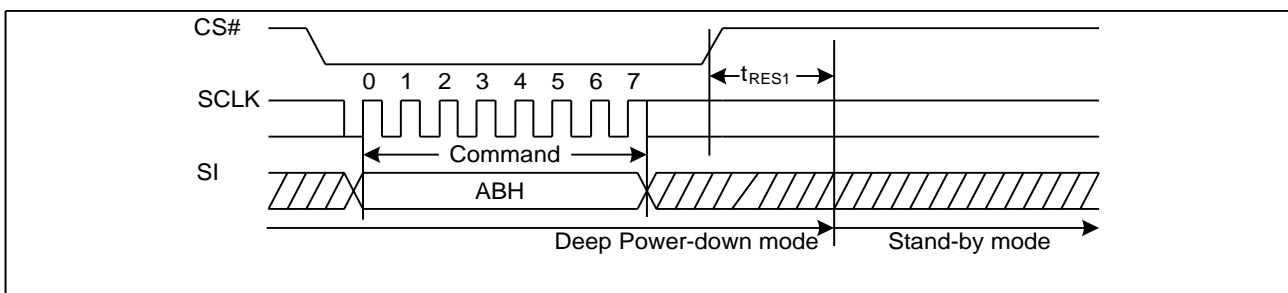 CS#
tRES1
0 1 2 3 4 5 6 7
SCLK
Command
SI
ABH
Deep Power-down mode Stand-by mode